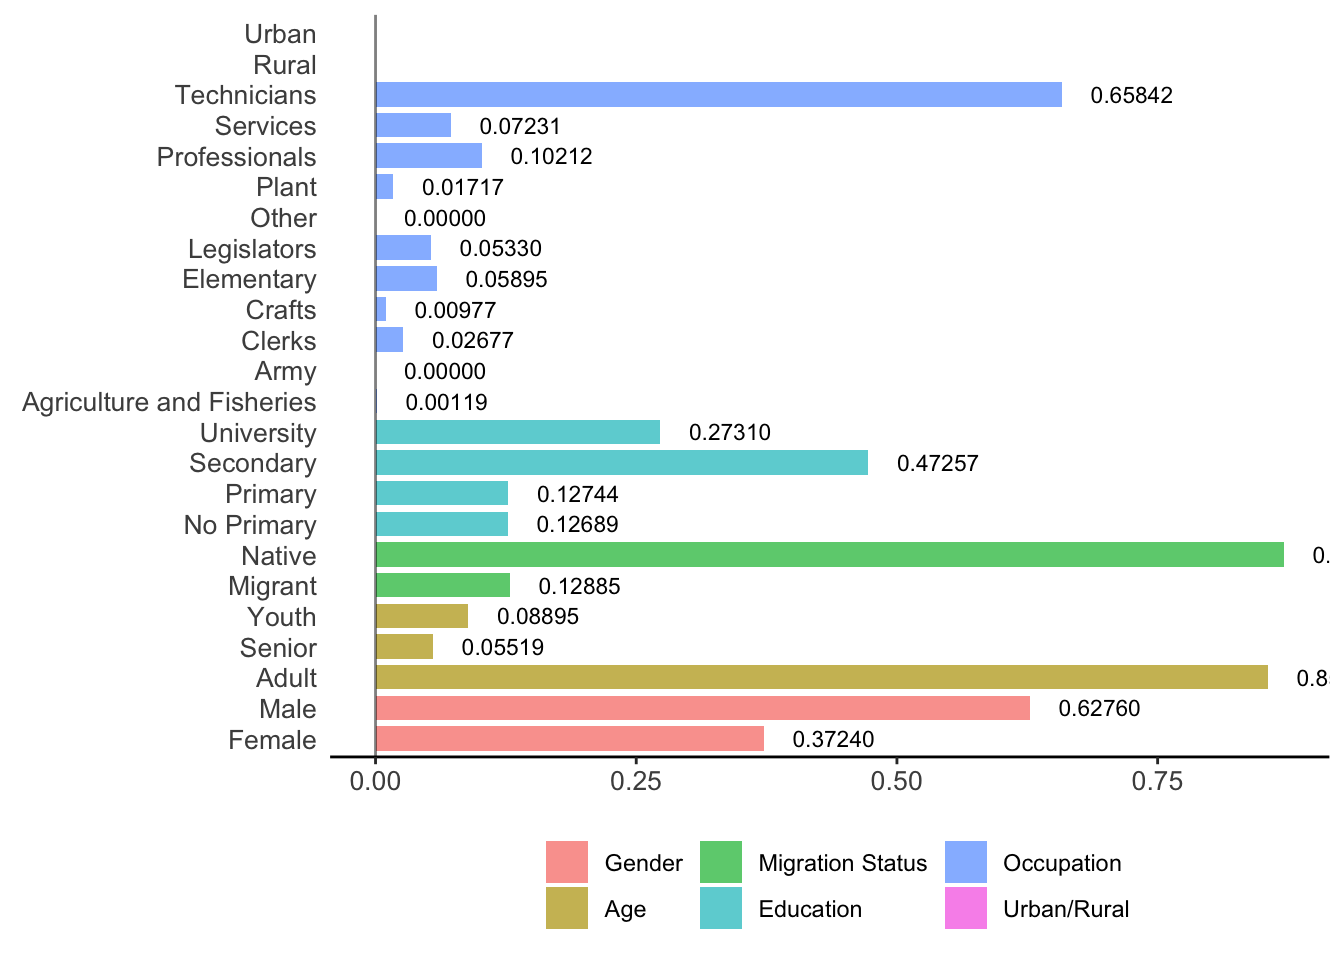 Urban
Rural
Technicians 0.65842
Services 0.07231
Professionals 0.10212
Plant 0.01717
Other 0.00000
Legislators 0.05330
Elementary 0.05895
Crafts 0.00977
Clerks 0.02677
Army 0.00000
Agriculture and Fisheries 0.00119
University 0.27310
Secondary 0.47257
Primary 0.12744
No Primary 0.12689
Native 0.
Migrant 0.12885
Youth 0.08895
Senior 0.05519
Adult 0.8
Male 0.62760
Female 0.37240
0.00 0.25 0.50 0.75
Gender Migration Status Occupation
Age Education Urban/Rural